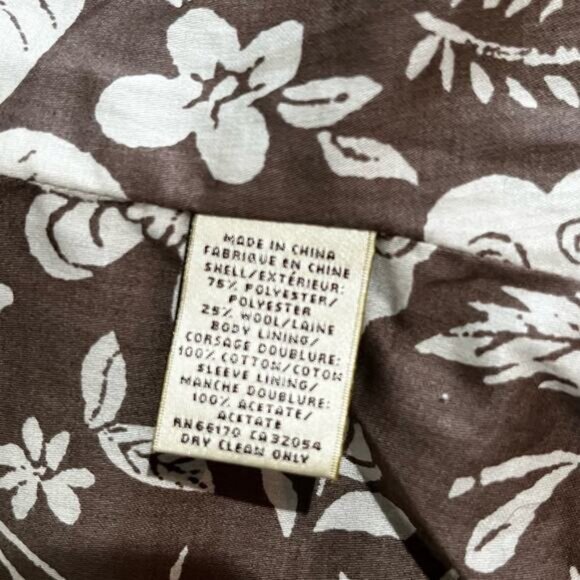 MADE IN CHINA
FABRIQUE EN CHINE
SHELL/EXTÉRIEUR:
75% POLYESTER/
POLYESTER
25% WOOL/LAINE
BODY LINING/
CORSAGE DOUBLURE:
100% COTTON/COTON
SLEEVE LINING/
MANCHE DOUBLURE:
100% ACETATE/
ACETATE
RN66170 CA32054
DRY CLEAN ONLY